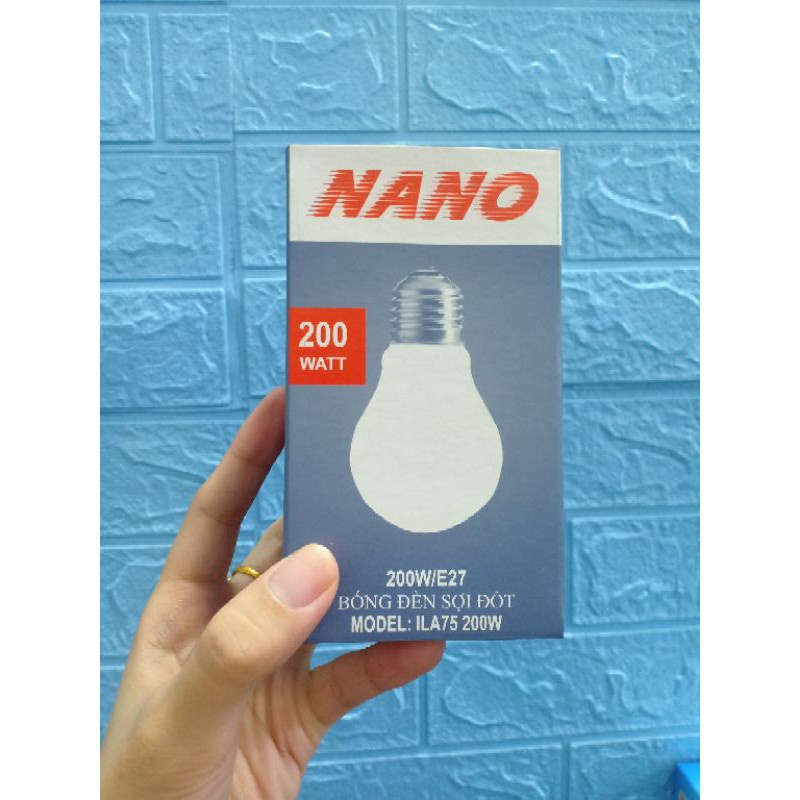 NANO
200
WATT
200W/E27
BÓNG ĐÈN SỢI ĐỐT
MODEL: ILA75 200W